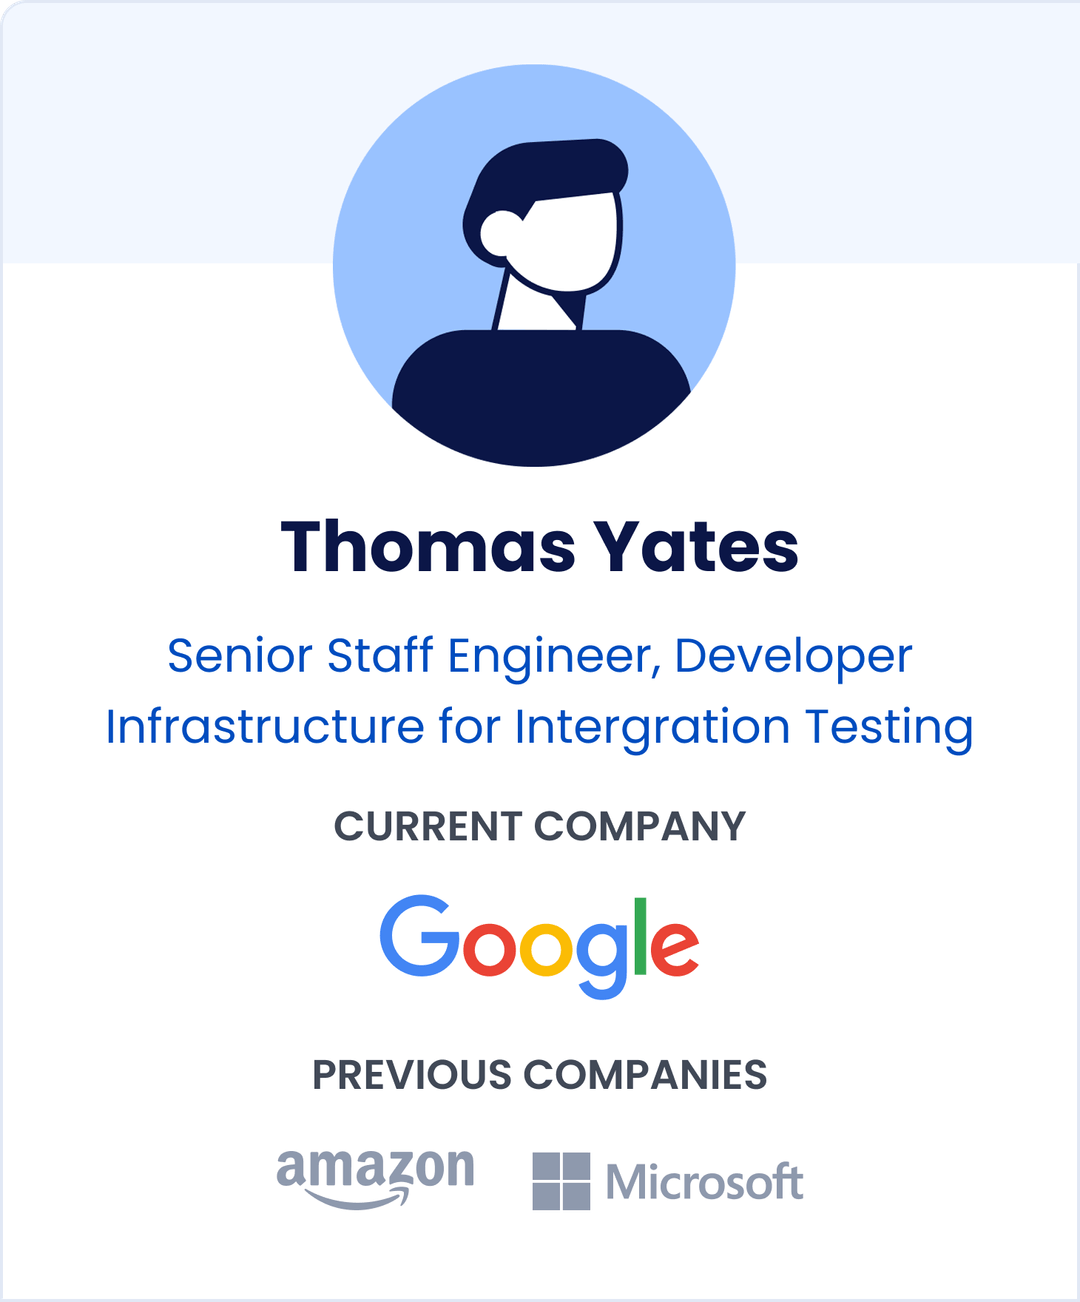 Thomas Yates
Senior Staff Engineer, Developer
Infrastructure for Intergration Testing
CURRENT COMPANY
Google
PREVIOUS COMPANIES
amazon Microsoft